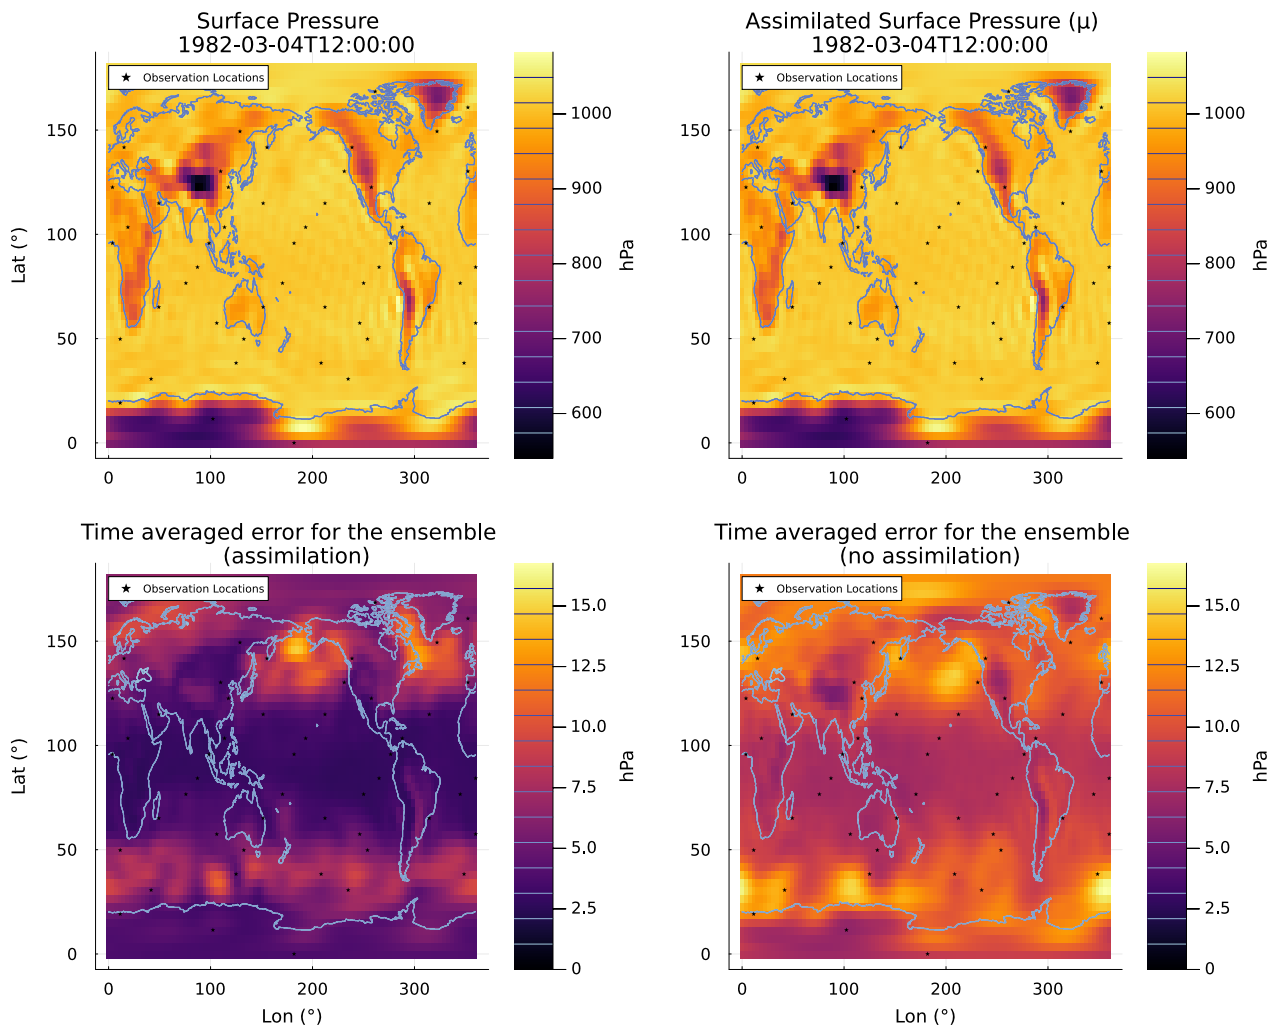 Surface Pressure
1982-03-04T12:00:00
Observation Locations
Lat (°)
150
100
50
0
0
100
200
300
1000
900
800
700
600
hPa
Assimilated Surface Pressure (μ)
1982-03-04T12:00:00
Observation Locations
150
100
50
0
0
100
200
300
1000
900
800
700
600
hPa
Time averaged error for the ensemble
(assimilation)
Observation Locations
Lat (°)
150
100
50
0
0
100
200
300
Lon (°)
15.0
12.5
10.0
7.5
5.0
2.5
0
hPa
Time averaged error for the ensemble
(no assimilation)
Observation Locations
150
100
50
0
0
100
200
300
Lon (°)
15.0
12.5
10.0
7.5
5.0
2.5
0
hPa